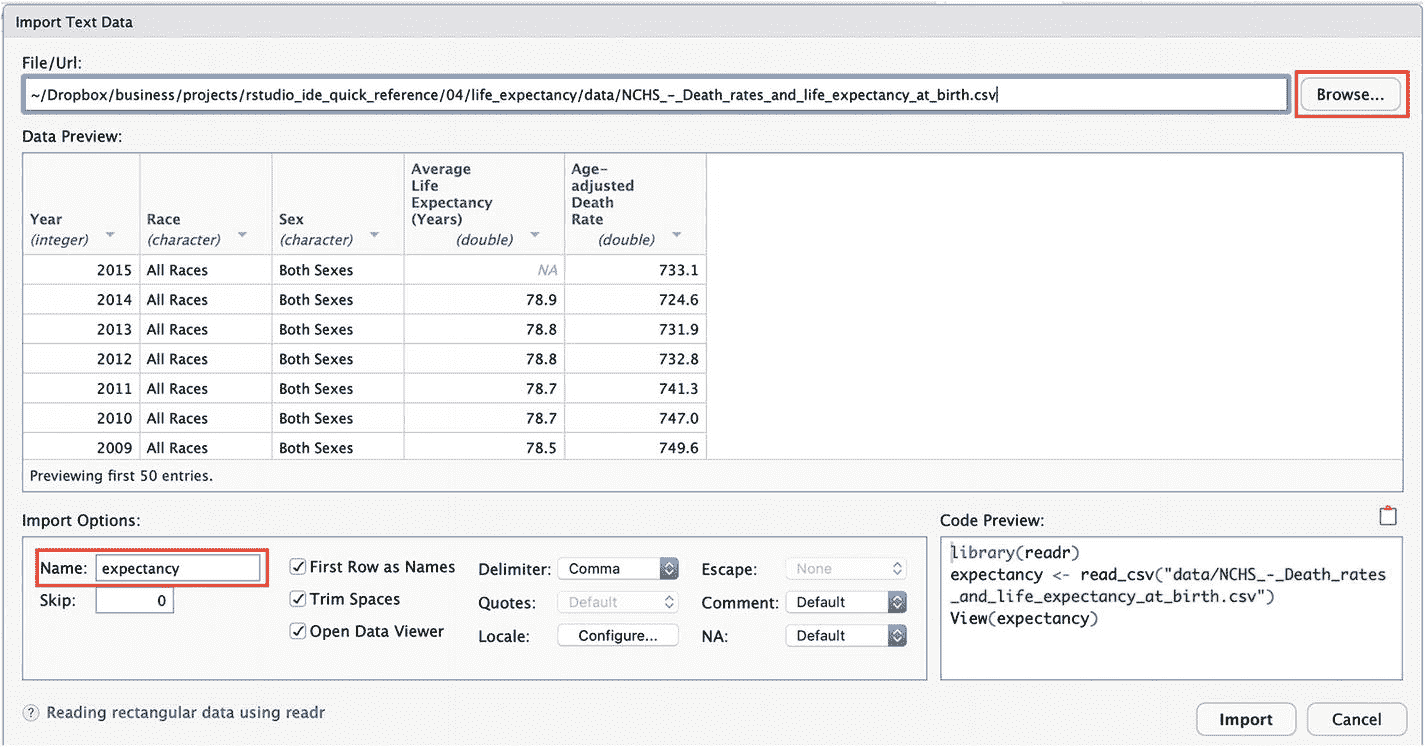 Import Text Data
File/Url:
~/Dropbox/business/projects/rstudio_ide_quick_reference/04/life_expectancy/data/NCHS_-_Death_rates_and_life_expectancy_at_birth.csv
Browse...
Data Preview:
Year
(integer)
Race
(character)
Sex
(character)
Average
Life
Expectancy
(Years)
(double)
Age-
adjusted
Death
Rate
(double)
2015 All Races Both Sexes NA 733.1
2014 All Races Both Sexes 78.9 724.6
2013 All Races Both Sexes 78.8 731.9
2012 All Races Both Sexes 78.8 732.8
2011 All Races Both Sexes 78.7 741.3
2010 All Races Both Sexes 78.7 747.0
2009 All Races Both Sexes 78.5 749.6
Previewing first 50 entries.
Import Options:
Name: expectancy
Skip: 0
First Row as Names
Trim Spaces
Open Data Viewer
Delimiter: Comma
Quotes: Default
Locale: Configure...
Escape: None
Comment: Default
NA: Default
Code Preview:
library(readr)
expectancy <- read_csv("data/NCHS_-_Death_rates
_and_life_expectancy_at_birth.csv")
View(expectancy)
? Reading rectangular data using readr
Import
Cancel